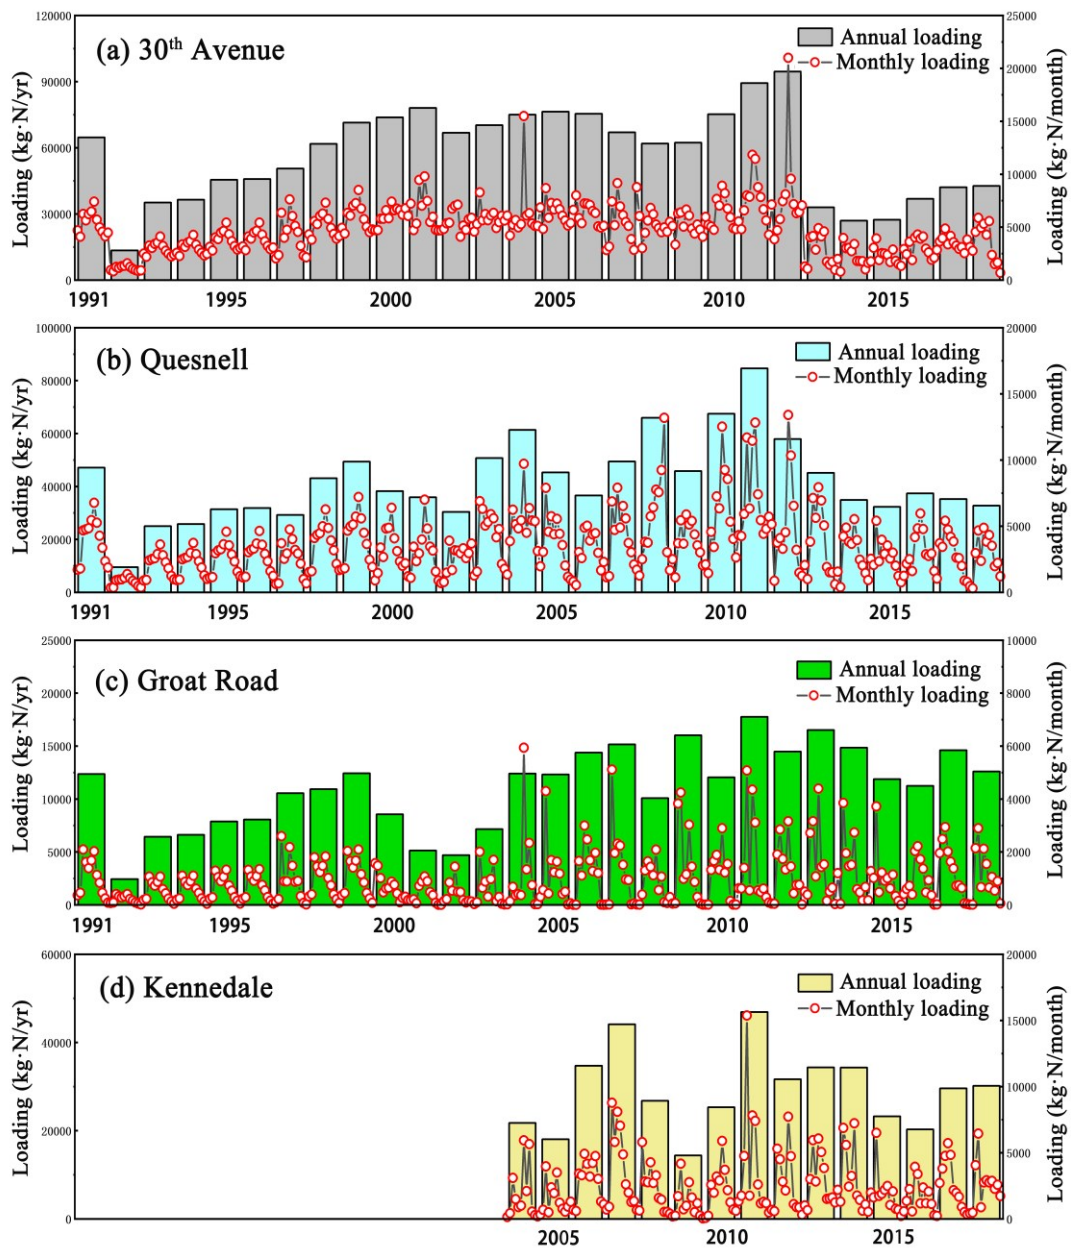 (a) 30th Avenue
Annual loading
Monthly loading
Loading (kg·N/yr)
120000
90000
60000
30000
0
Loading (kg·N/month)
25000
20000
15000
10000
5000
0
1991 1995 2000 2005 2010 2015
(b) Quesnell
Annual loading
Monthly loading
Loading (kg·N/yr)
100000
80000
60000
40000
20000
0
Loading (kg·N/month)
20000
15000
10000
5000
0
1991 1995 2000 2005 2010 2015
(c) Groat Road
Annual loading
Monthly loading
Loading (kg·N/yr)
25000
20000
15000
10000
5000
0
Loading (kg·N/month)
10000
8000
6000
4000
2000
0
1991 1995 2000 2005 2010 2015
(d) Kennedale
Annual loading
Monthly loading
Loading (kg·N/yr)
60000
40000
20000
0
Loading (kg·N/month)
20000
15000
10000
5000
0
2005 2010 2015